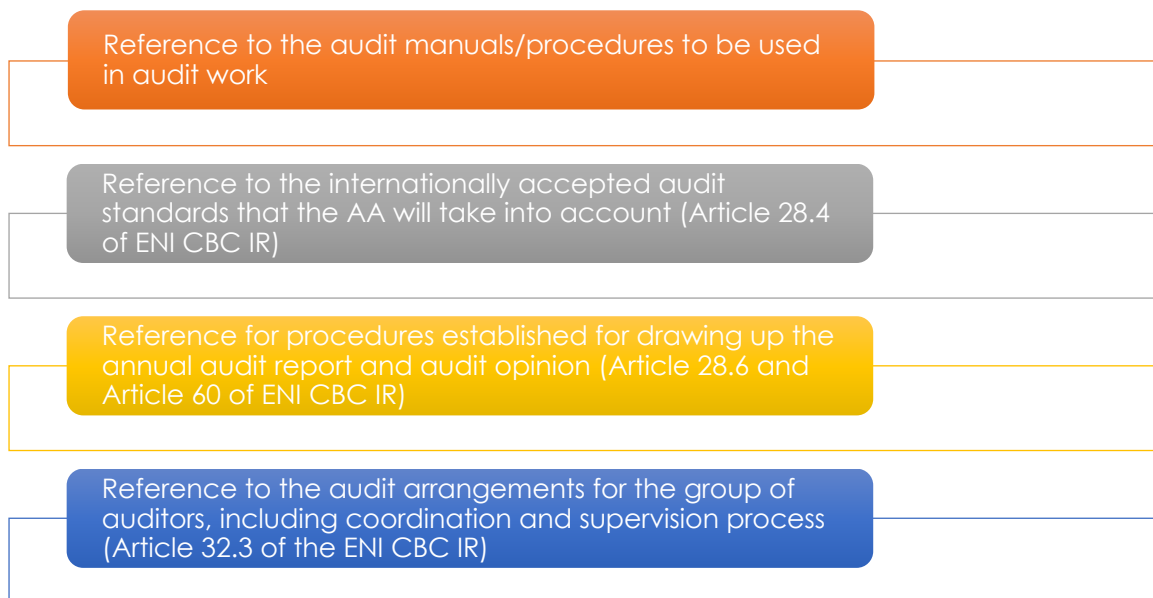 Reference to the audit manuals/procedures to be used
in audit work
Reference to the internationally accepted audit
standards that the AA will take into account (Article 28.4
of ENI CBC IR)
Reference for procedures established for drawing up the
annual audit report and audit opinion (Article 28.6 and
Article 60 of ENI CBC IR)
Reference to the audit arrangements for the group of
auditors, including coordination and supervision process
(Article 32.3 of the ENI CBC IR)